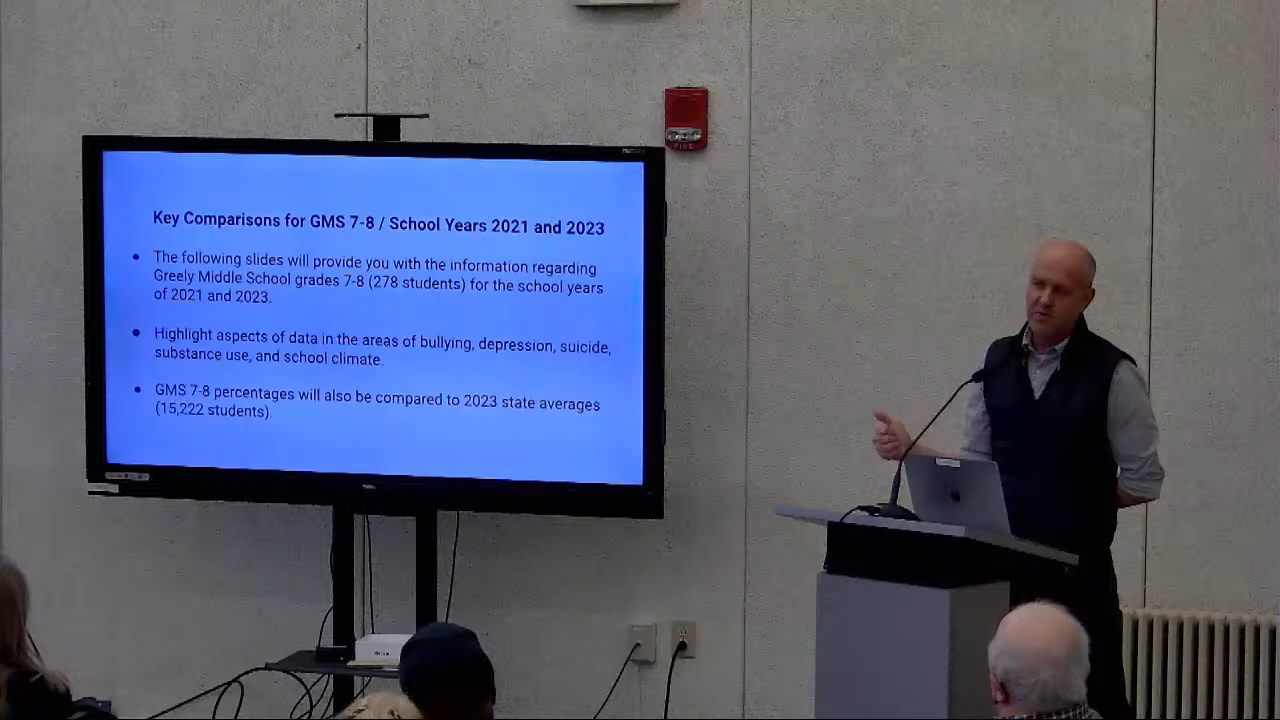 FIRE
Key Comparisons for GMS 7-8 / School Years 2021 and 2023
The following slides will provide you with the information regarding
Greely Middle School grades 7-8 (278 students) for the school years
of 2021 and 2023.
Highlight aspects of data in the areas of bullying, depression, suicide,
substance use, and school climate.
GMS 7-8 percentages will also be compared to 2023 state averages
(15,222 students).